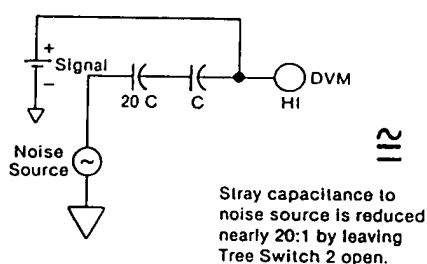 +
Signal
−
20 C
C
DVM
HI
Noise
Source
~
≅
Stray capacitance to
noise source is reduced
nearly 20:1 by leaving
Tree Switch 2 open.